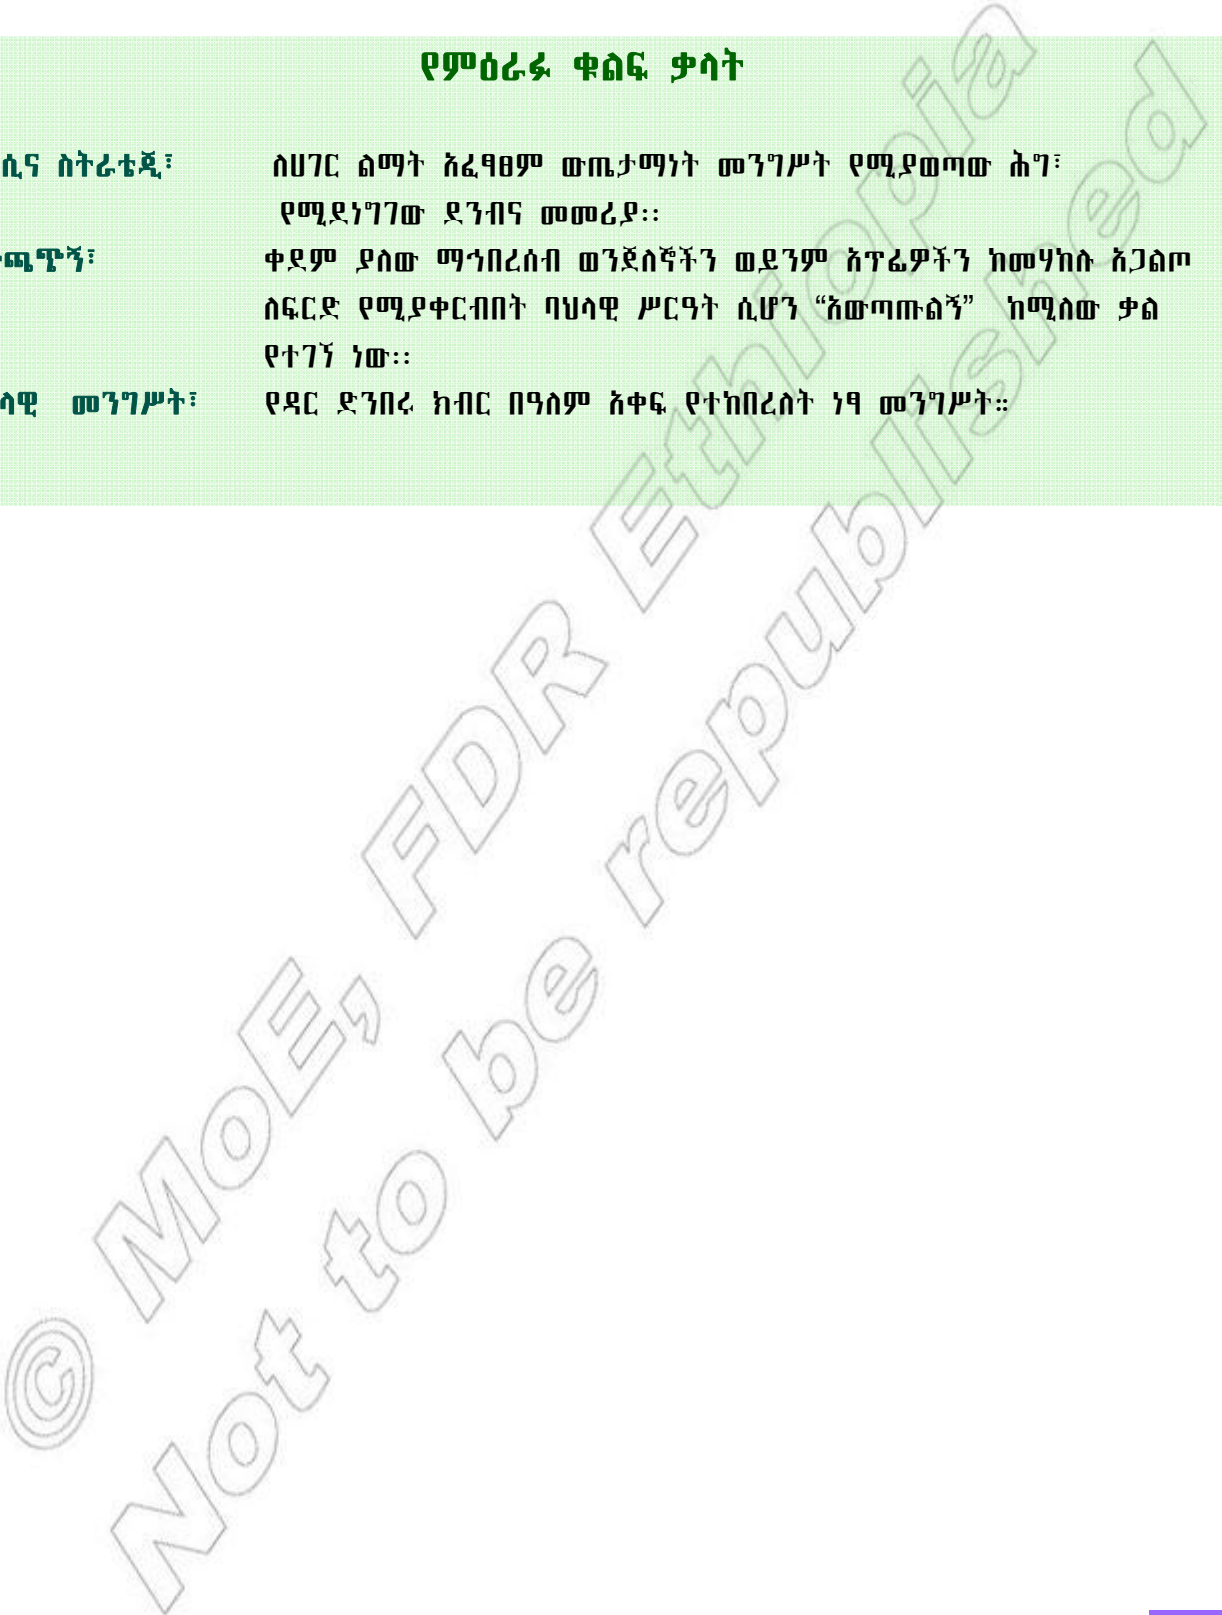 የምዕራፉ ቁልፍ ቃላት
ሲና ስትራቴጂ፣ ለሀገር ልማት አፈፃፀም ውጤታማነት መንግሥት የሚያወጣው ሕግ፣
የሚደነግገው ደንብና መመሪያ፡፡
ጫጭኝ፣ ቀደም ያለው ማኅበረሰብ ወንጀለኞችን ወይንም አጥፊዎችን ከመሃከሉ አጋልጦ
ለፍርድ የሚያቀርብበት ባህላዊ ሥርዓት ሲሆን “አውጣጡልኝ” ከሚለው ቃል
የተገኘ ነው፡፡
ላዊ መንግሥት፣ የዳር ድንበሩ ክብር በዓለም አቀፍ የተከበረለት ነፃ መንግሥት።
© MoE, FDR Ethiopia
Not to be republished